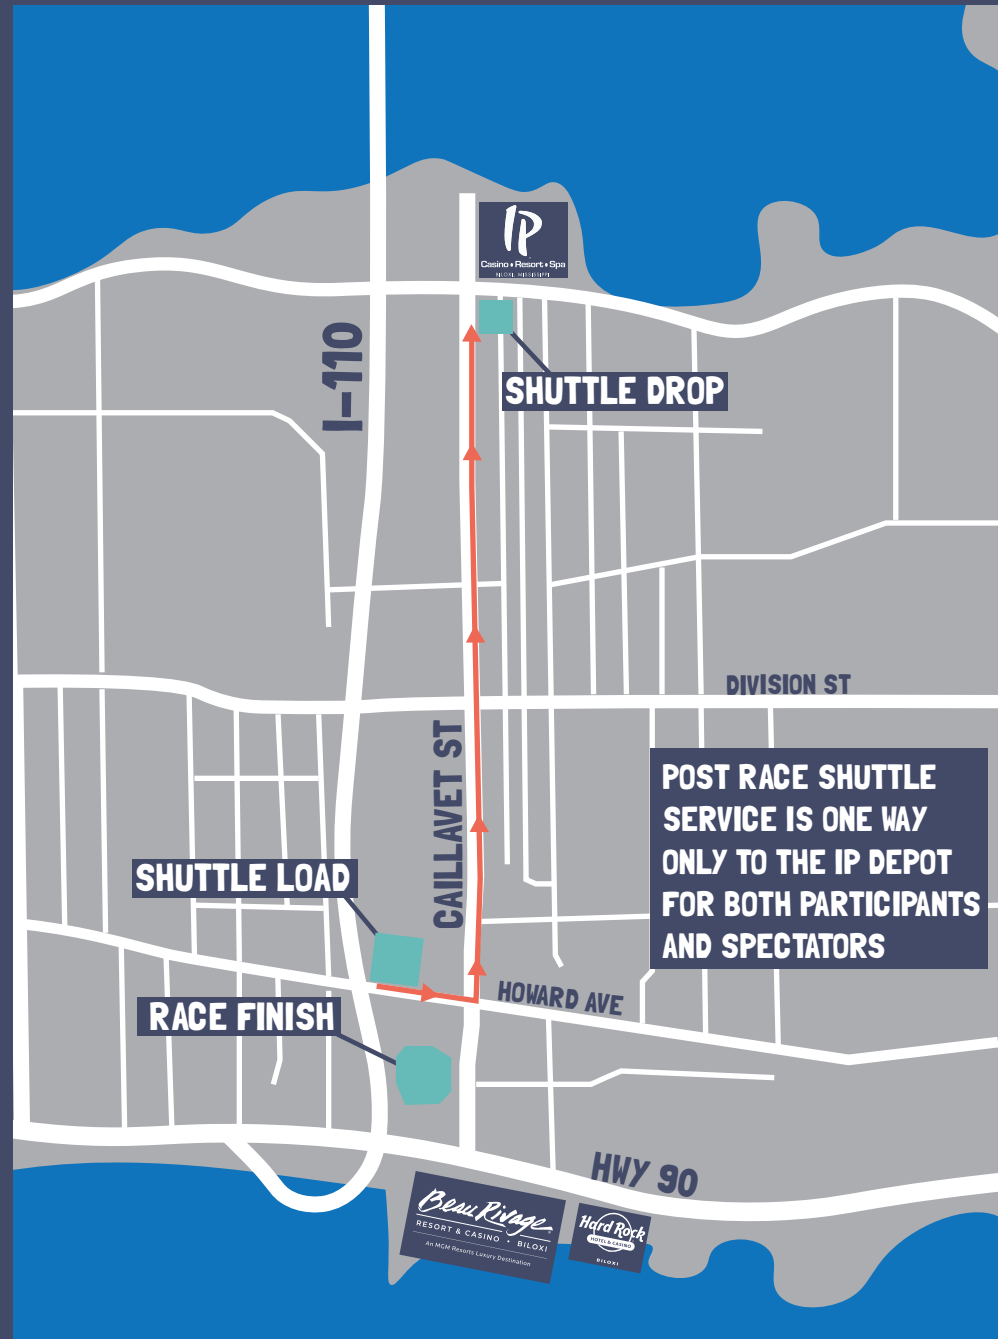 IP
Casino • Resort • Spa
BILOXI, MISSISSIPPI
I-110
SHUTTLE DROP
DIVISION ST
CAILLAVET ST
POST RACE SHUTTLE
SERVICE IS ONE WAY
ONLY TO THE IP DEPOT
FOR BOTH PARTICIPANTS
AND SPECTATORS
SHUTTLE LOAD
HOWARD AVE
RACE FINISH
HWY 90
Beau Rivage
RESORT & CASINO • BILOXI
An MGM Resorts Luxury Destination
Hard Rock
HOTEL & CASINO
BILOXI